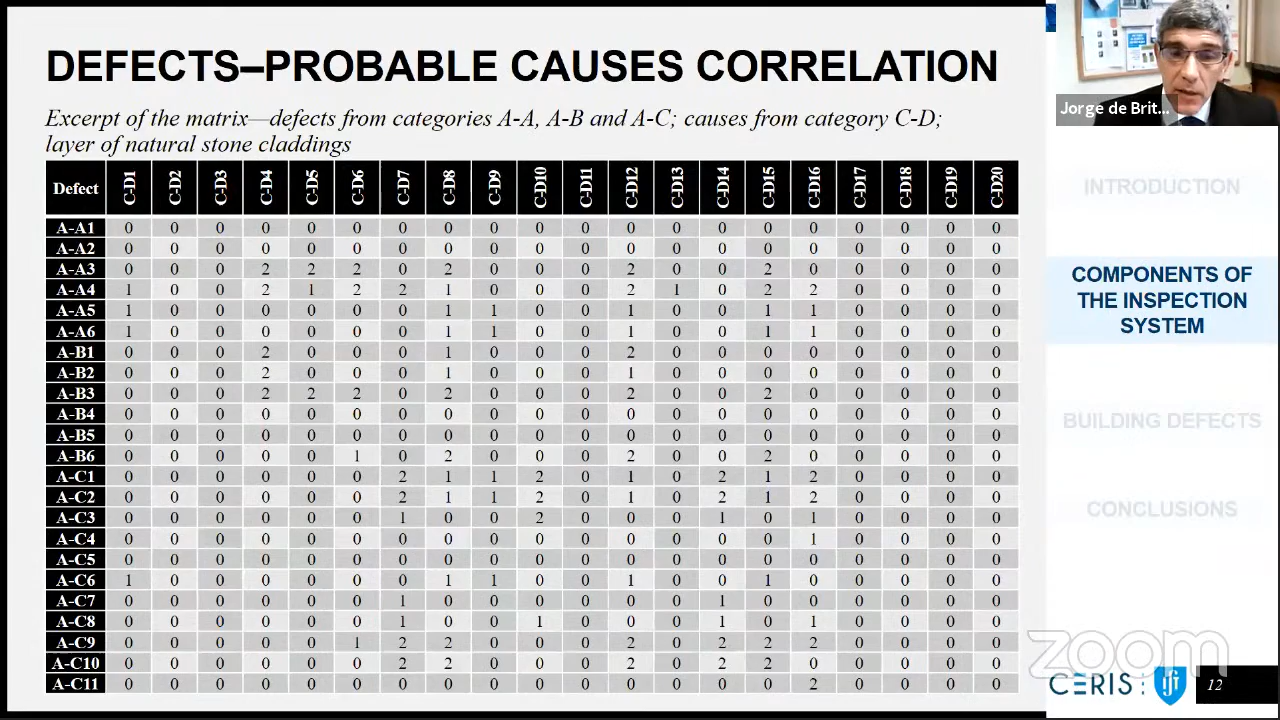 DEFECTS–PROBABLE CAUSES CORRELATION
Excerpt of the matrix—defects from categories A-A, A-B and A-C; causes from category C-D;
layer of natural stone claddings
Defect C-D1 C-D2 C-D3 C-D4 C-D5 C-D6 C-D7 C-D8 C-D9 C-D10 C-D11 C-D12 C-D13 C-D14 C-D15 C-D16 C-D17 C-D18 C-D19 C-D20
A-A1 0 0 0 0 0 0 0 0 0 0 0 0 0 0 0 0 0 0 0 0
A-A2 0 0 0 0 0 0 0 0 0 0 0 0 0 0 0 0 0 0 0 0
A-A3 0 0 0 2 2 2 0 2 0 0 0 2 0 0 2 0 0 0 0 0
A-A4 1 0 0 2 1 2 2 1 0 0 0 2 1 0 2 2 0 0 0 0
A-A5 1 0 0 0 0 0 0 1 1 0 0 1 0 0 1 1 0 0 0 0
A-A6 1 0 0 0 0 0 0 1 1 0 0 1 0 0 1 1 0 0 0 0
A-B1 0 0 0 2 0 0 0 1 0 0 0 2 0 0 0 0 0 0 0 0
A-B2 0 0 0 2 0 0 0 1 0 0 0 1 0 0 0 0 0 0 0 0
A-B3 0 0 0 2 2 2 0 2 0 0 0 2 0 0 2 0 0 0 0 0
A-B4 0 0 0 0 0 0 0 0 0 0 0 0 0 0 0 0 0 0 0 0
A-B5 0 0 0 0 0 0 0 0 0 0 0 0 0 0 0 0 0 0 0 0
A-B6 0 0 0 0 0 1 0 2 0 0 0 2 0 0 2 0 0 0 0 0
A-C1 0 0 0 0 0 0 2 1 1 2 0 1 0 2 1 2 0 0 0 0
A-C2 0 0 0 0 0 0 2 1 1 2 0 1 0 2 1 2 0 0 0 0
A-C3 0 0 0 0 0 0 1 0 0 2 0 0 0 1 0 1 0 0 0 0
A-C4 0 0 0 0 0 0 0 0 0 0 0 0 0 0 0 1 0 0 0 0
A-C5 0 0 0 0 0 0 0 0 0 0 0 0 0 0 0 0 0 0 0 0
A-C6 1 0 0 0 0 0 0 1 1 0 0 1 0 0 1 0 0 0 0 0
A-C7 0 0 0 0 0 0 1 0 0 0 0 0 0 1 0 0 0 0 0 0
A-C8 0 0 0 0 0 0 1 0 0 1 0 0 0 1 0 1 0 0 0 0
A-C9 0 0 0 0 0 1 2 2 0 0 0 2 0 2 2 2 0 0 0 0
A-C10 0 0 0 0 0 0 2 2 0 0 0 2 0 2 2 0 0 0 0 0
A-C11 0 0 0 0 0 0 0 0 0 0 0 0 0 0 0 2 0 0 0 0
Jorge de Brit...
INTRODUCTION
COMPONENTS OF
THE INSPECTION
SYSTEM
BUILDING DEFECTS
CONCLUSIONS
zoom
CERIS
12